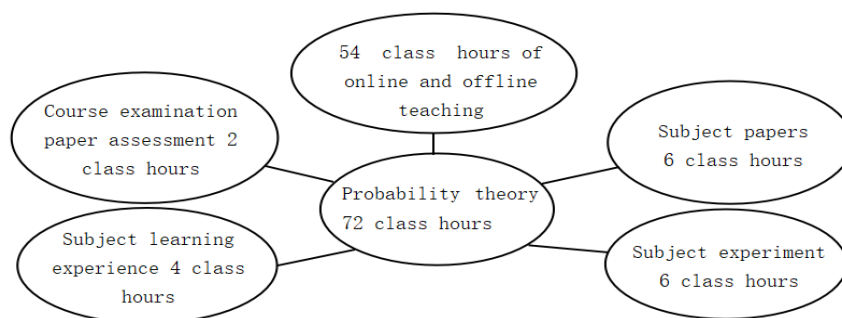 54 class hours of
online and offline
teaching
Course examination
paper assessment 2
class hours
Subject papers
6 class hours
Probability theory
72 class hours
Subject learning
experience 4 class
hours
Subject experiment
6 class hours